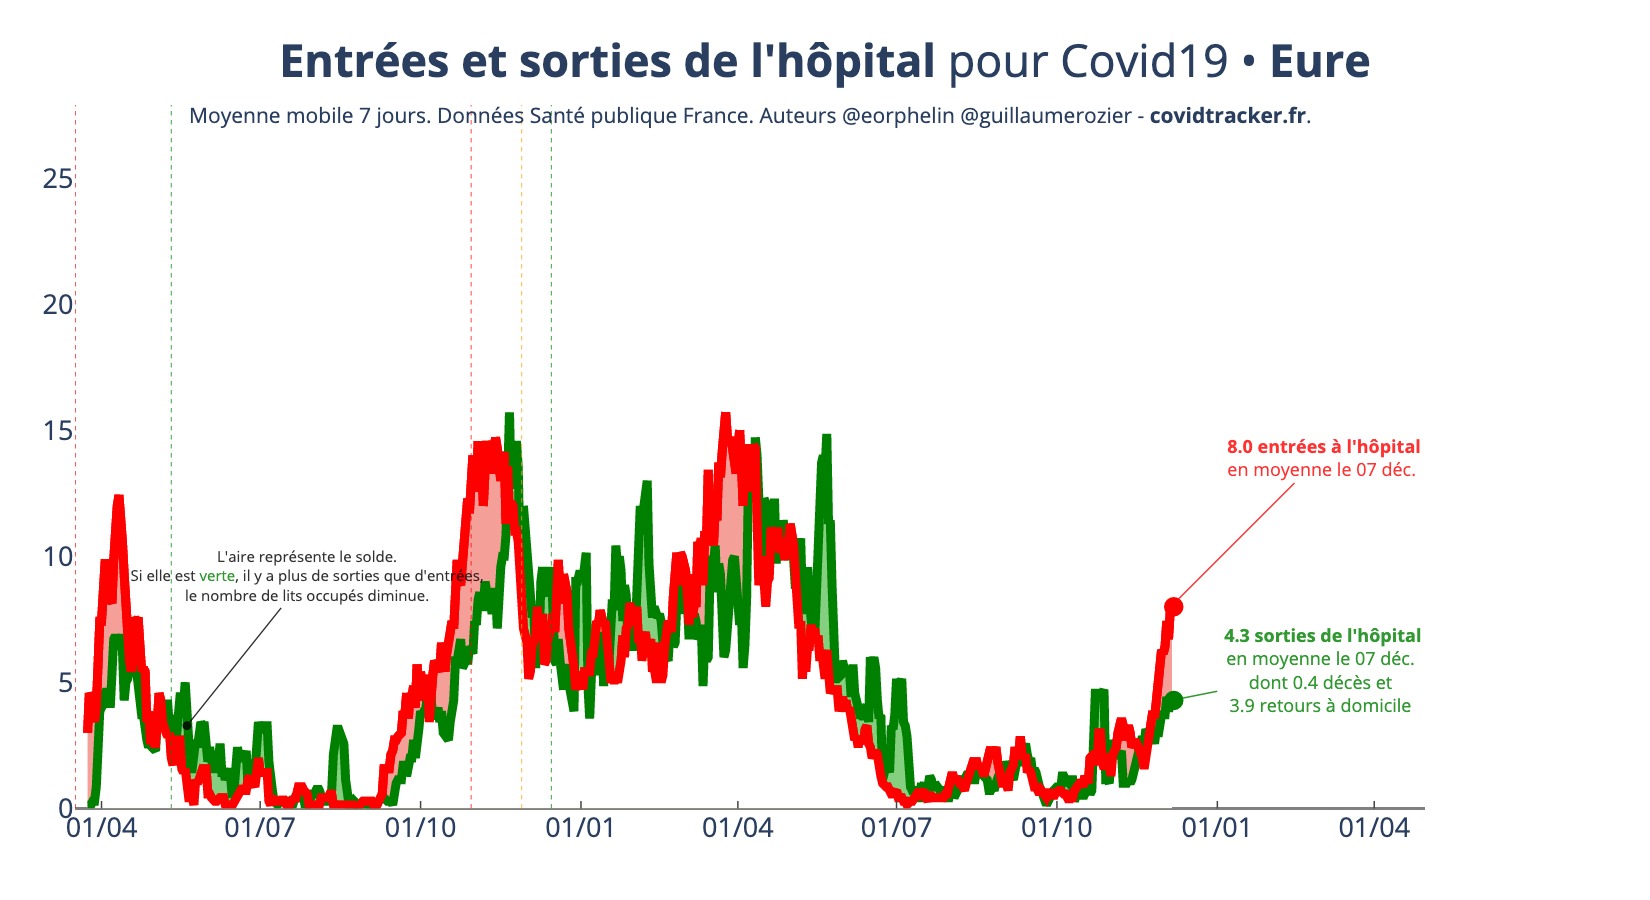 Entrées et sorties de l'hôpital pour Covid19 • Eure
Moyenne mobile 7 jours. Données Santé publique France. Auteurs @eorphelin @guillaumerozier - covidtracker.fr.
25
20
15
10
5
0
8.0 entrées à l'hôpital
en moyenne le 07 déc.
L'aire représente le solde.
Si elle est verte, il y a plus de sorties que d'entrées,
le nombre de lits occupés diminue.
4.3 sorties de l'hôpital
en moyenne le 07 déc.
dont 0.4 décès et
3.9 retours à domicile
01/04 01/07 01/10 01/01 01/04 01/07 01/10 01/01 01/04